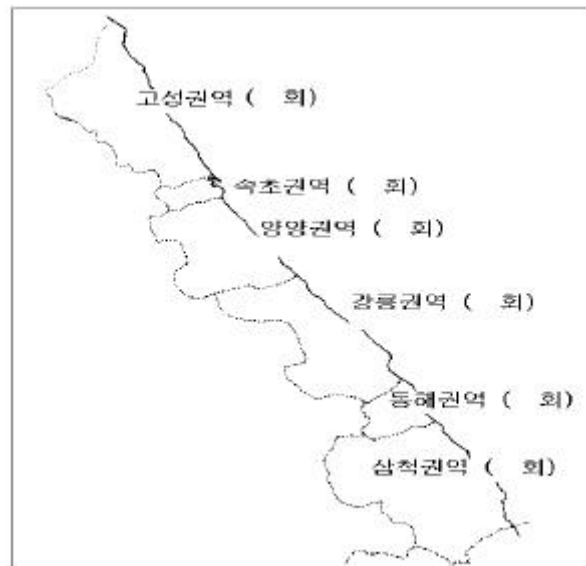 고성권역 (  회)
속초권역 (  회)
양양권역 (  회)
강릉권역 (  회)
동해권역 (  회)
삼척권역 (  회)